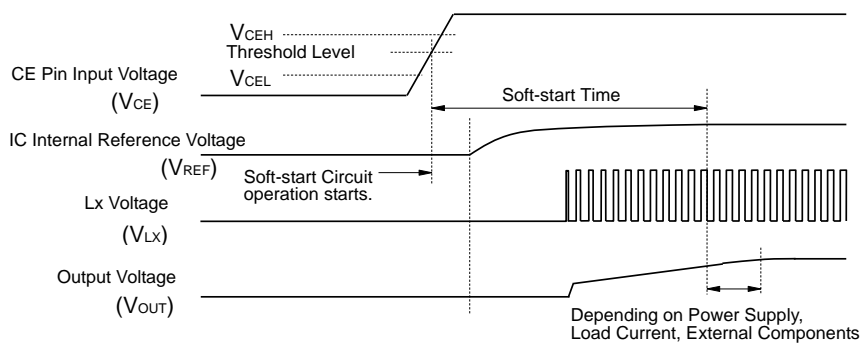 VCEH
Threshold Level
VCEL
CE Pin Input Voltage
(VCE)
Soft-start Time
IC Internal Reference Voltage
(VREF)
Soft-start Circuit
operation starts.
Lx Voltage
(VLX)
Output Voltage
(VOUT)
Depending on Power Supply,
Load Current, External Components